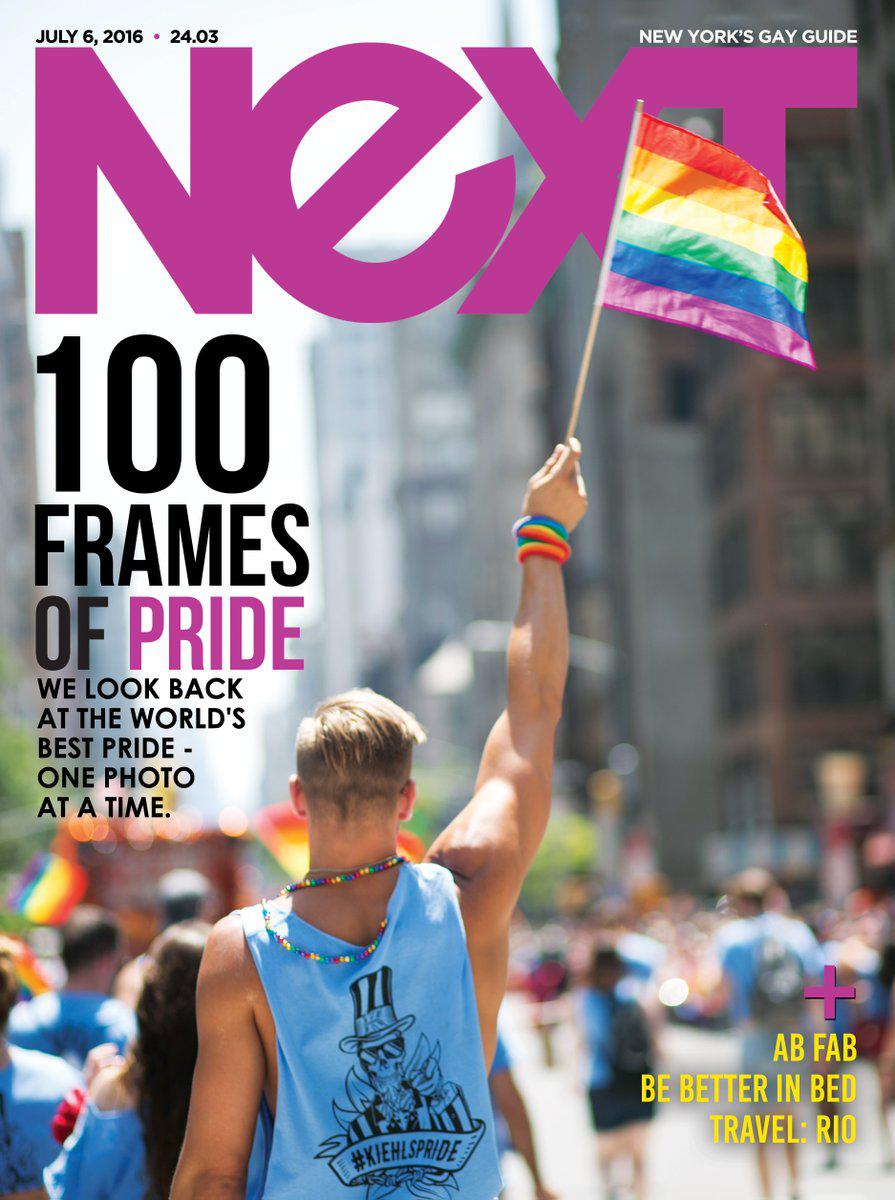 JULY 6, 2016 • 24.03
NEW YORK'S GAY GUIDE
NEXT
100
FRAMES
OF PRIDE
WE LOOK BACK
AT THE WORLD'S
BEST PRIDE -
ONE PHOTO
AT A TIME.
#KIEHLSPRIDE
+
AB FAB
BE BETTER IN BED
TRAVEL: RIO